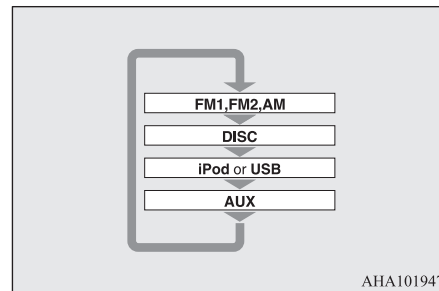 FM1,FM2,AM
DISC
iPod or USB
AUX
AHA101947